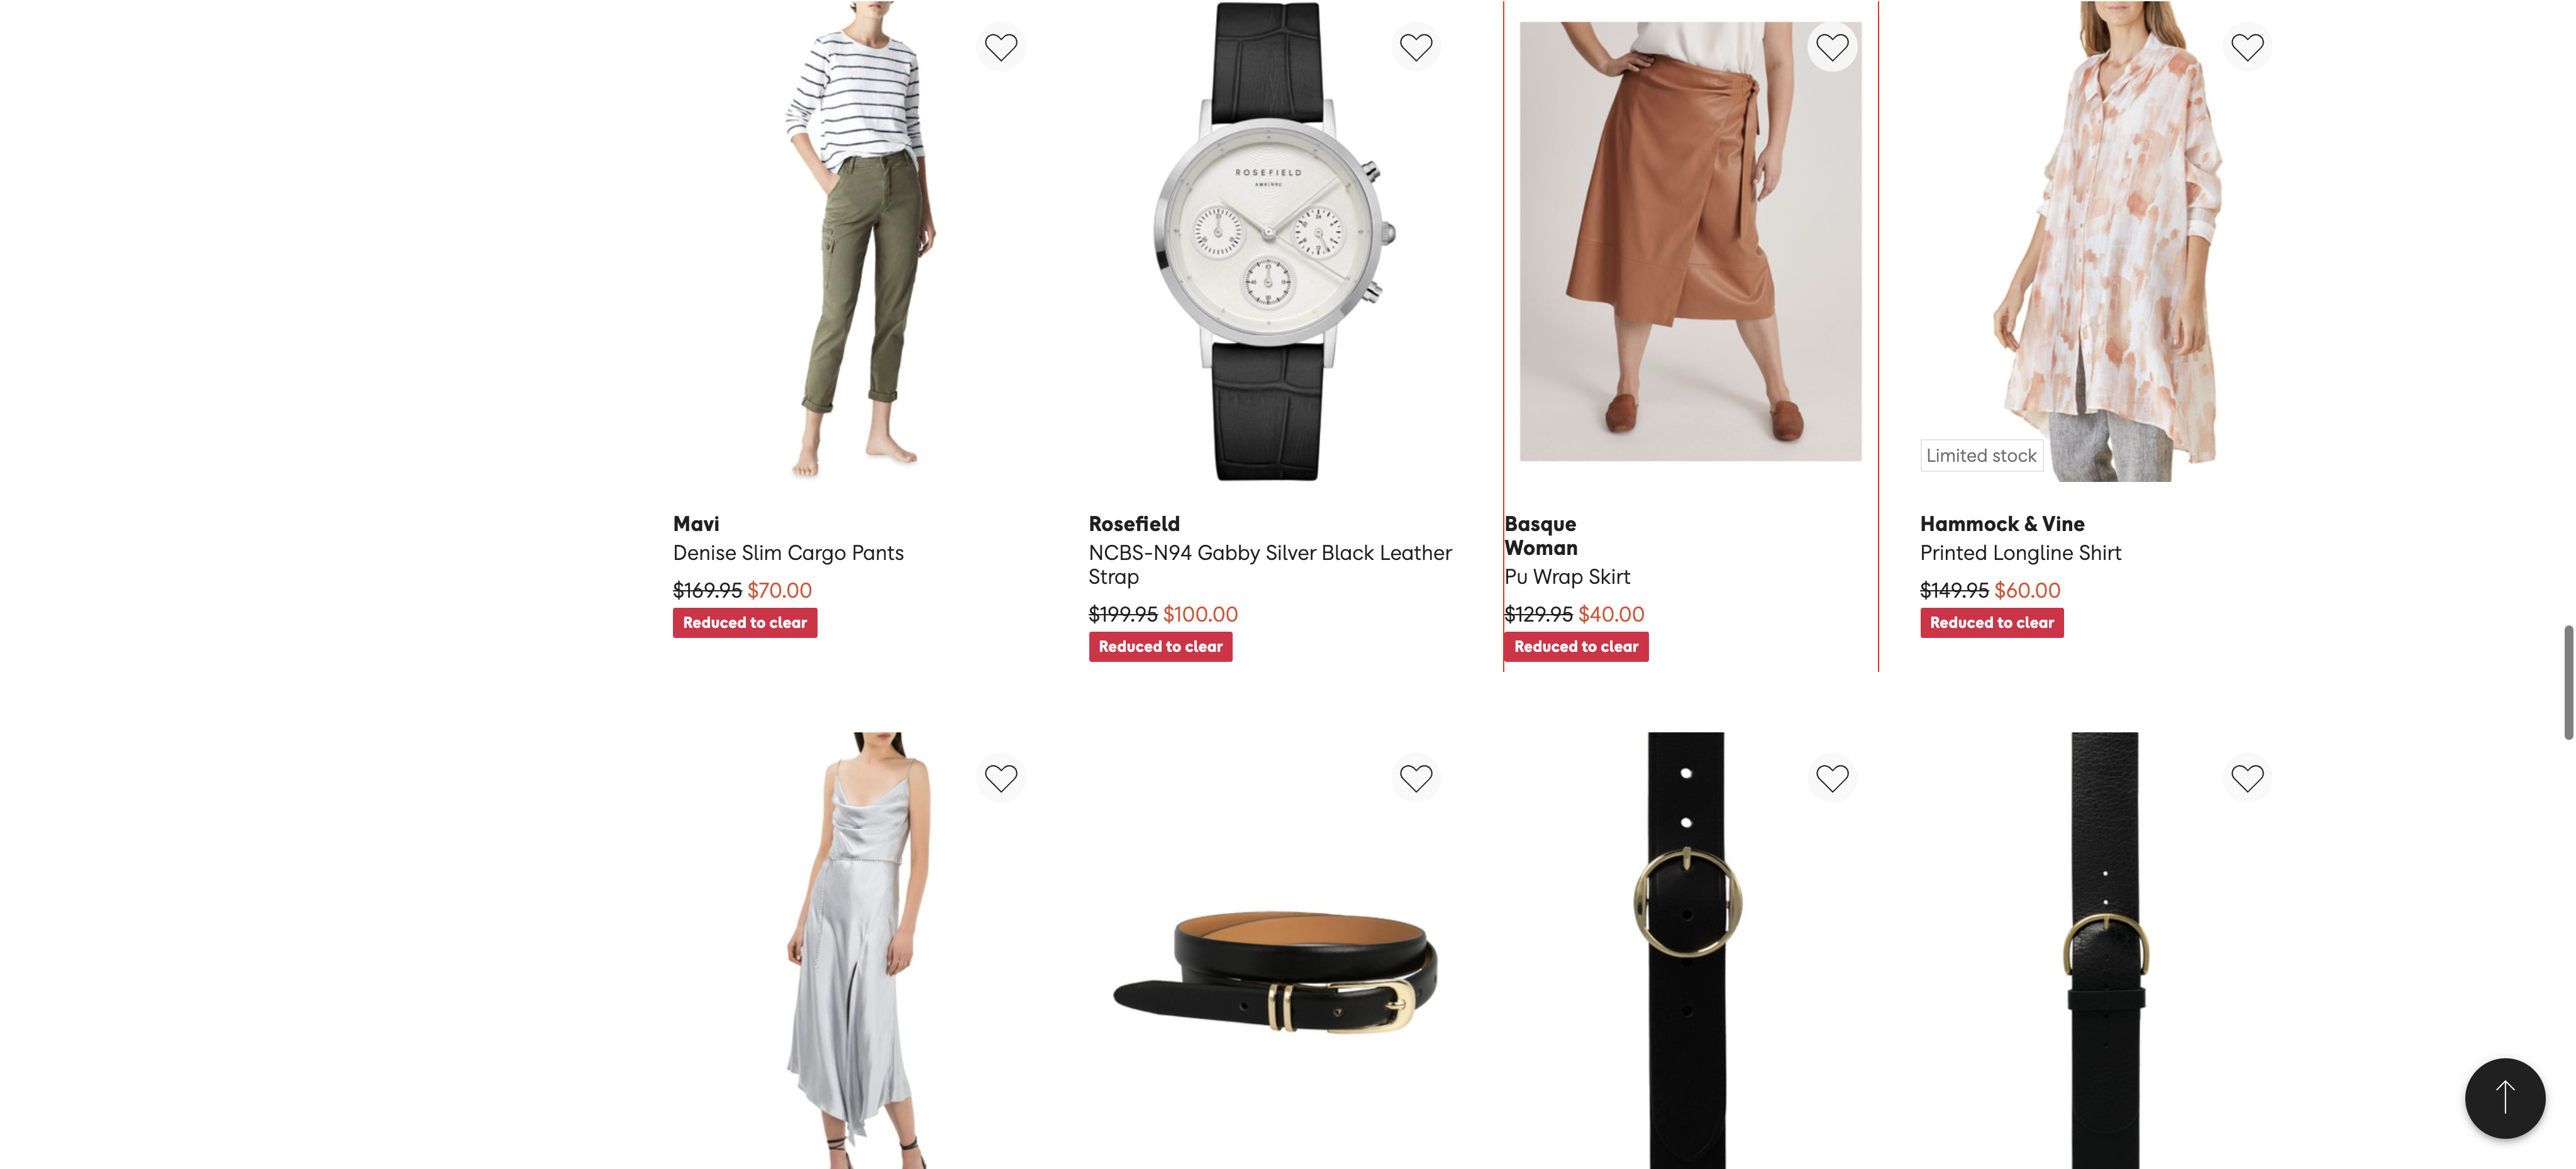 ROSEFIELD
Limited stock
Mavi
Denise Slim Cargo Pants
$169.95 $70.00
Reduced to clear
Rosefield
NCBS-N94 Gabby Silver Black Leather
Strap
$199.95 $100.00
Reduced to clear
Basque
Woman
Pu Wrap Skirt
$129.95 $40.00
Reduced to clear
Hammock & Vine
Printed Longline Shirt
$149.95 $60.00
Reduced to clear